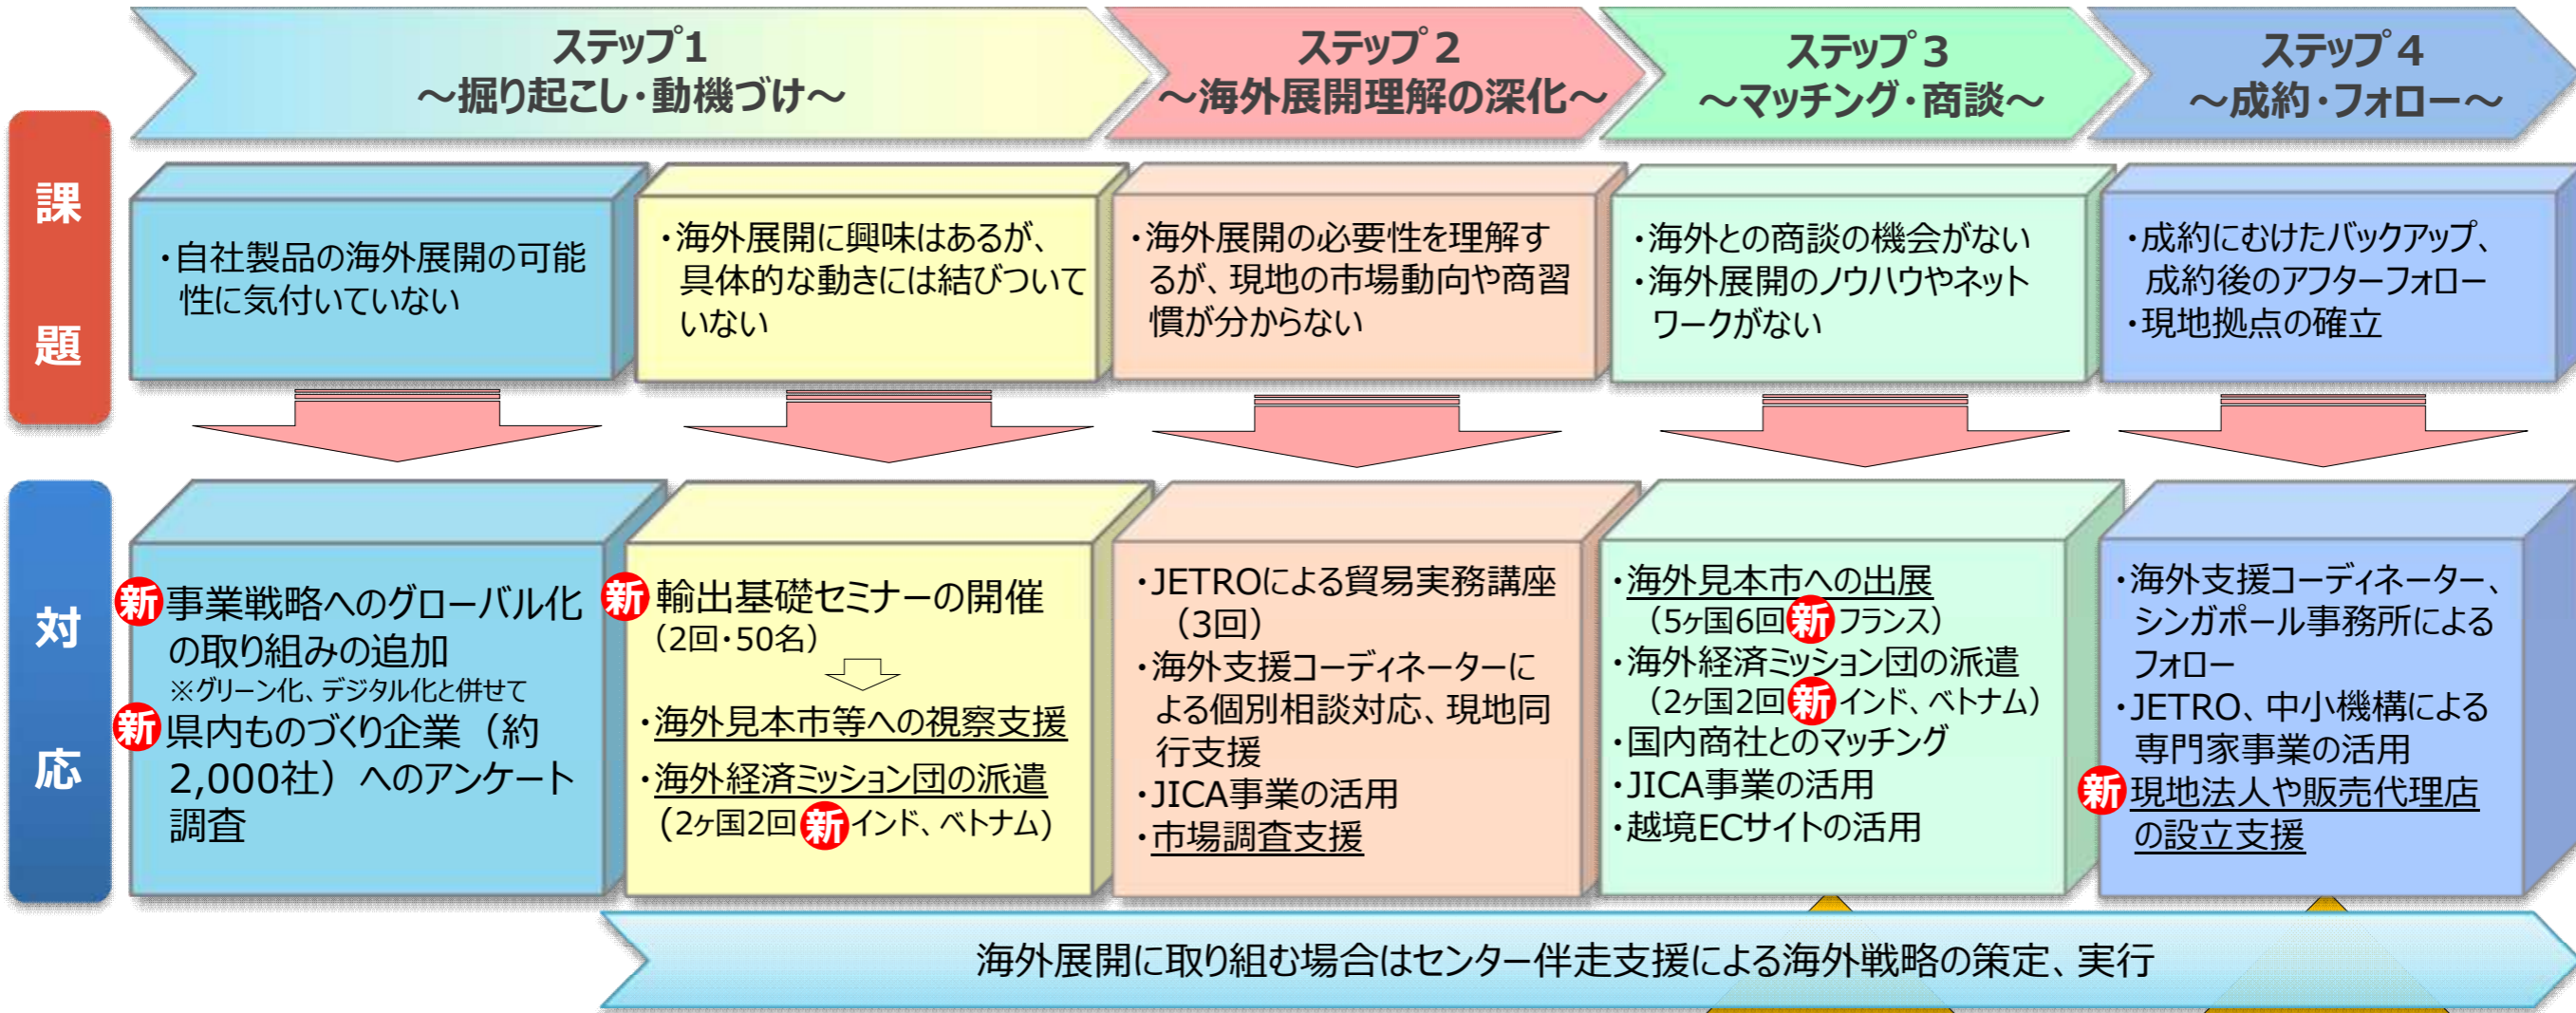 ステップ1
～掘り起こし・動機づけ～
ステップ2
～海外展開理解の深化～
ステップ3
～マッチング・商談～
ステップ4
～成約・フォロー～
課
題
・自社製品の海外展開の可能
性に気付いていない
・海外展開に興味はあるが、
具体的な動きには結びついて
いない
・海外展開の必要性を理解す
るが、現地の市場動向や商習
慣が分からない
・海外との商談の機会がない
・海外展開のノウハウやネット
ワークがない
・成約にむけたバックアップ、
成約後のアフターフォロー
・現地拠点の確立
対
応
新 事業戦略へのグローバル化
の取り組みの追加
※グリーン化、デジタル化と併せて
新 県内ものづくり企業（約
2,000社）へのアンケート
調査
新 輸出基礎セミナーの開催
（2回・50名）
・海外見本市等への視察支援
・海外経済ミッション団の派遣
(2ヶ国2回 新 インド、ベトナム)
・JETROによる貿易実務講座
（3回）
・海外支援コーディネーターに
よる個別相談対応、現地同
行支援
・JICA事業の活用
・市場調査支援
・海外見本市への出展
（5ヶ国6回 新 フランス）
・海外経済ミッション団の派遣
（2ヶ国2回 新 インド、ベトナム）
・国内商社とのマッチング
・JICA事業の活用
・越境ECサイトの活用
・海外支援コーディネーター、
シンガポール事務所による
フォロー
・JETRO、中小機構による
専門家事業の活用
新 現地法人や販売代理店
の設立支援
海外展開に取り組む場合はセンター伴走支援による海外戦略の策定、実行